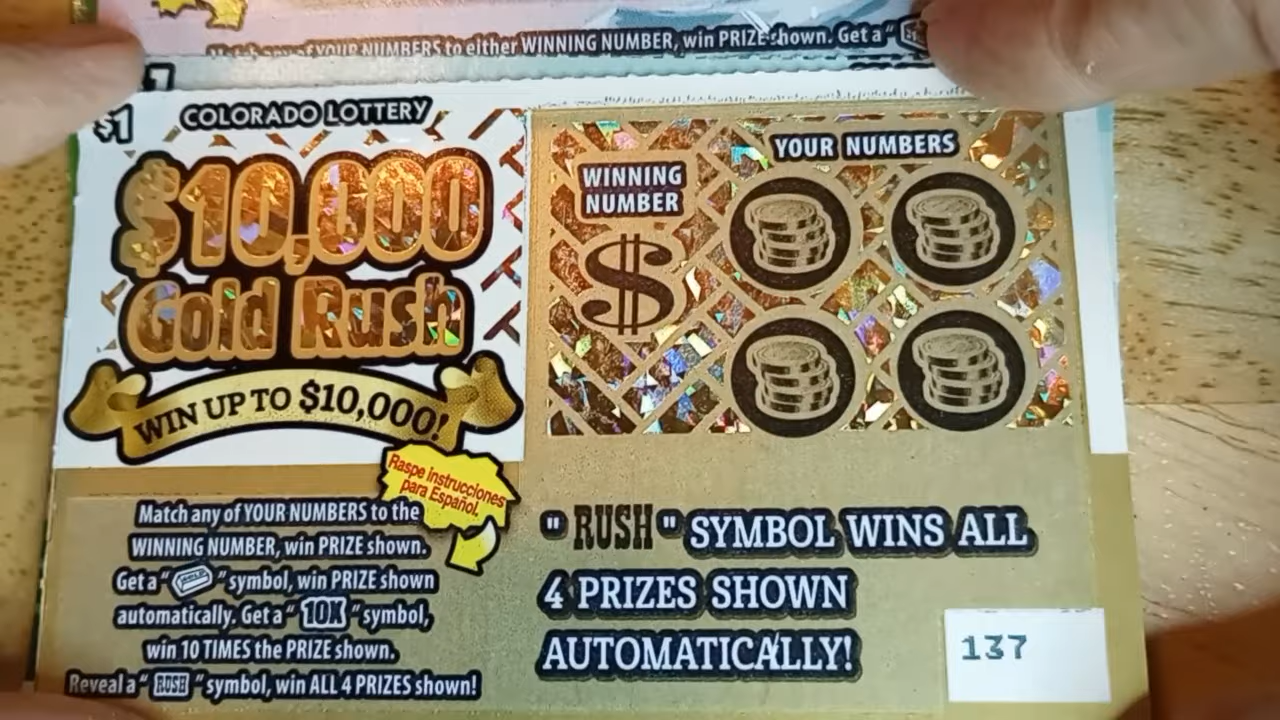 Match any of YOUR NUMBERS to either WINNING NUMBER, win PRIZE shown. Get a "
$1
COLORADO LOTTERY
$10,000
Gold Rush
WIN UP TO $10,000!
Raspe instrucciones
para Español.
Match any of YOUR NUMBERS to the
WINNING NUMBER, win PRIZE shown.
Get a " " symbol, win PRIZE shown
automatically. Get a " 10X " symbol,
win 10 TIMES the PRIZE shown.
Reveal a " RUSH " symbol, win ALL 4 PRIZES shown!
WINNING
NUMBER
$
YOUR NUMBERS
" RUSH " SYMBOL WINS ALL
4 PRIZES SHOWN
AUTOMATICALLY!
137